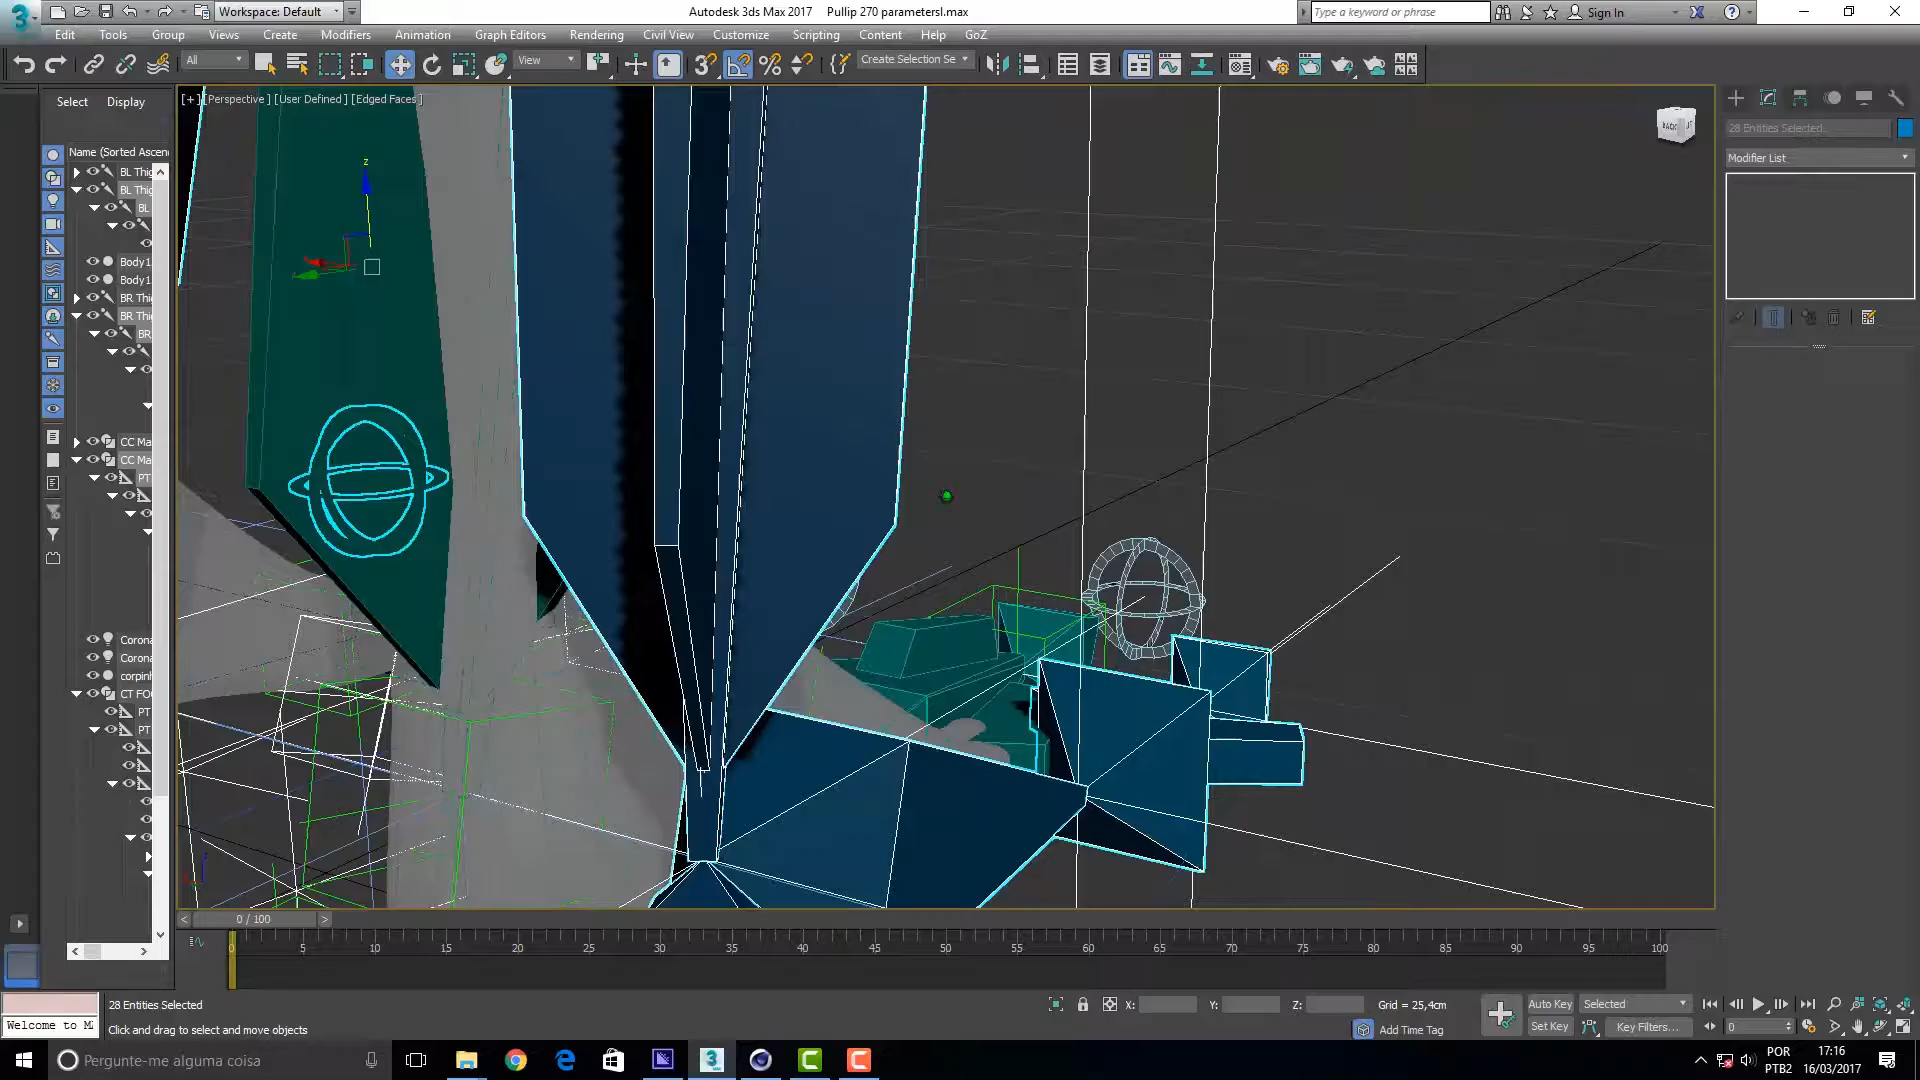 Workspace: Default
Autodesk 3ds Max 2017
Pullip 270 parametersl.max
Type a keyword or phrase
Sign In
Edit
Tools
Group
Views
Create
Modifiers
Animation
Graph Editors
Rendering
Civil View
Customize
Scripting
Content
Help
GoZ
All
View
Create Selection Se
Select
Display
[+] [Perspective ] [User Defined ] [Edged Faces ]
28 Entities Selected...
Modifier List
Name (Sorted Ascen
BL Thig
BL Thig
BL
Body1
Body1
BR Thi
BR Thi
BR
CC Ma
CC Ma
PT
Corona
Corona
corpinh
CT FO
PT
PT
z
BACK
0 / 100
0 5 10 15 20 25 30 35 40 45 50 55 60 65 70 75 80 85 90 95 100
28 Entities Selected
X:
Y:
Z:
Grid = 25,4cm
Auto Key
Selected
Welcome to M
Click and drag to select and move objects
Add Time Tag
Set Key
Key Filters...
0
Pergunte-me alguma coisa
POR
PTB2
17:16
16/03/2017